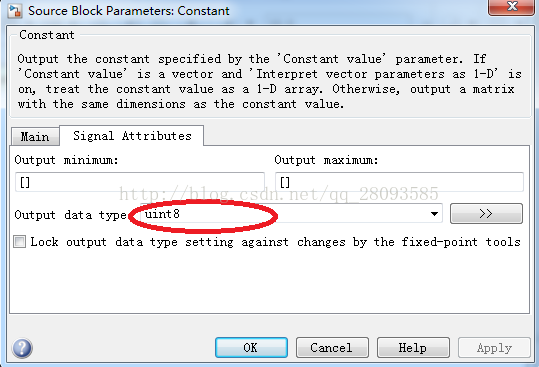 Source Block Parameters: Constant
Constant
Output the constant specified by the 'Constant value' parameter. If
'Constant value' is a vector and 'Interpret vector parameters as 1-D' is
on, treat the constant value as a 1-D array. Otherwise, output a matrix
with the same dimensions as the constant value.
Main Signal Attributes
Output minimum: Output maximum:
[] []
http://blog.csdn.net/qq_28093585
Output data type: uint8 >>
Lock output data type setting against changes by the fixed-point tools
? OK Cancel Help Apply